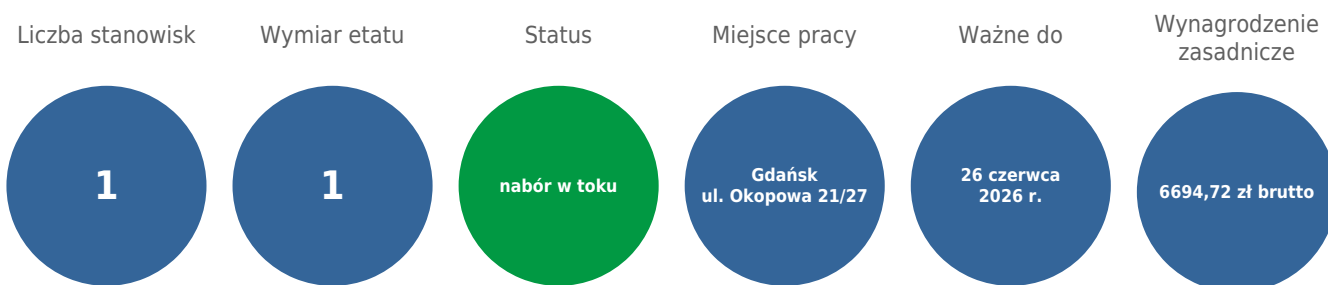 Liczba stanowisk
1
Wymiar etatu
1
Status
nabór w toku
Miejsce pracy
Gdańsk
ul. Okopowa 21/27
Ważne do
26 czerwca
2026 r.
Wynagrodzenie
zasadnicze
6694,72 zł brutto